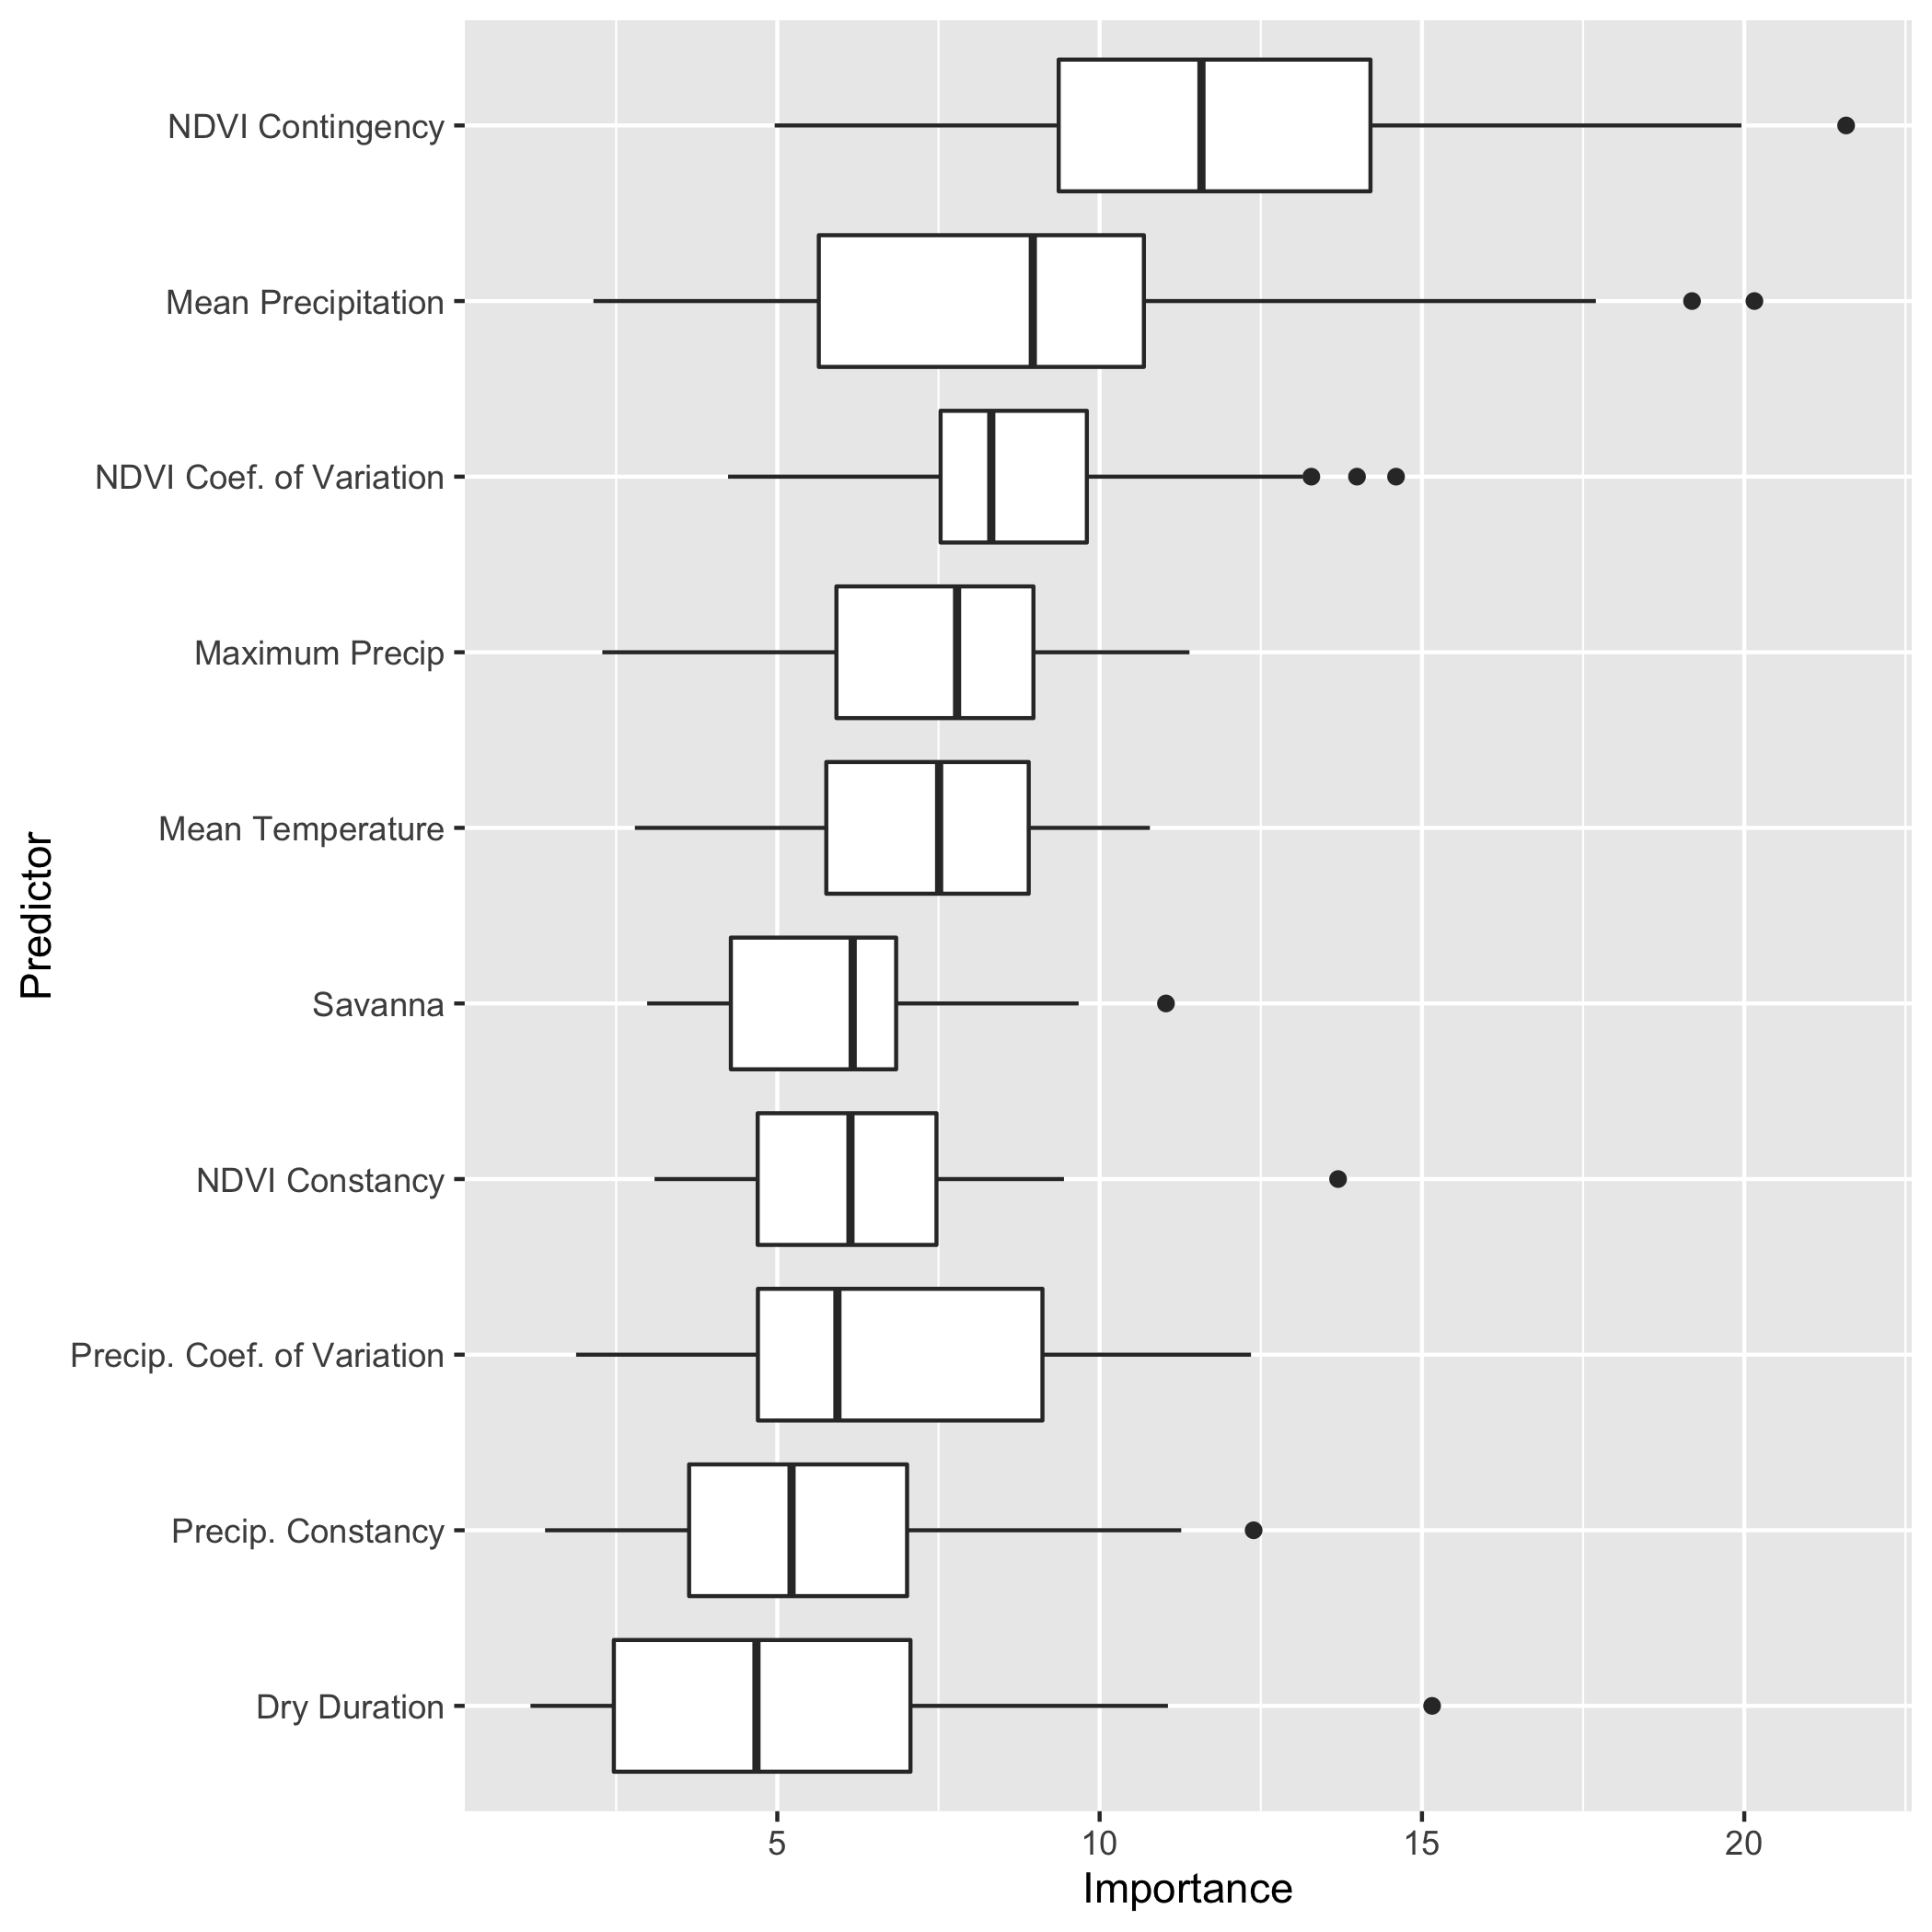 NDVI Contingency
Mean Precipitation
NDVI Coef. of Variation
Maximum Precip
Mean Temperature
Savanna
NDVI Constancy
Precip. Coef. of Variation
Precip. Constancy
Dry Duration
Predictor
5 10 15 20
Importance